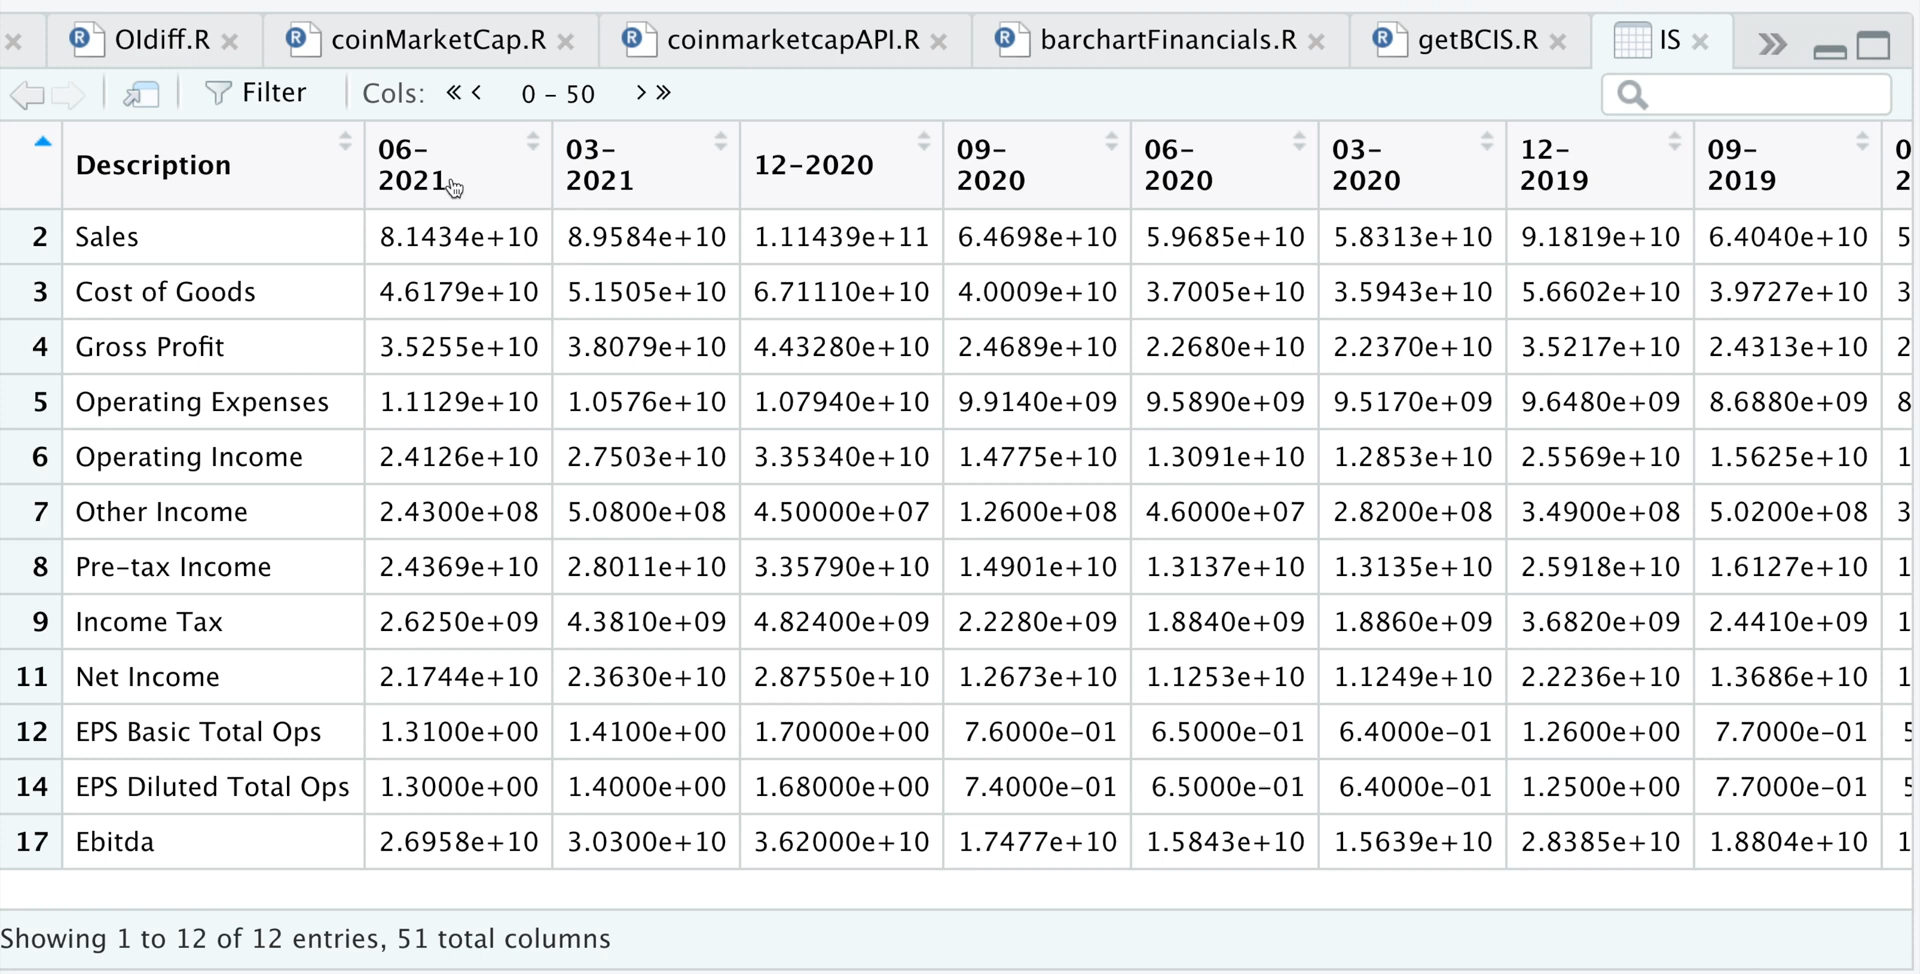 OIdiff.R coinMarketCap.R coinmarketcapAPI.R barchartFinancials.R getBCIS.R IS
Filter Cols: 0 – 50
Description 06-2021 03-2021 12-2020 09-2020 06-2020 03-2020 12-2019 09-2019 0 2
2 Sales 8.1434e+10 8.9584e+10 1.11439e+11 6.4698e+10 5.9685e+10 5.8313e+10 9.1819e+10 6.4040e+10 5
3 Cost of Goods 4.6179e+10 5.1505e+10 6.71110e+10 4.0009e+10 3.7005e+10 3.5943e+10 5.6602e+10 3.9727e+10 3
4 Gross Profit 3.5255e+10 3.8079e+10 4.43280e+10 2.4689e+10 2.2680e+10 2.2370e+10 3.5217e+10 2.4313e+10 2
5 Operating Expenses 1.1129e+10 1.0576e+10 1.07940e+10 9.9140e+09 9.5890e+09 9.5170e+09 9.6480e+09 8.6880e+09 8
6 Operating Income 2.4126e+10 2.7503e+10 3.35340e+10 1.4775e+10 1.3091e+10 1.2853e+10 2.5569e+10 1.5625e+10 1
7 Other Income 2.4300e+08 5.0800e+08 4.50000e+07 1.2600e+08 4.6000e+07 2.8200e+08 3.4900e+08 5.0200e+08 3
8 Pre-tax Income 2.4369e+10 2.8011e+10 3.35790e+10 1.4901e+10 1.3137e+10 1.3135e+10 2.5918e+10 1.6127e+10 1
9 Income Tax 2.6250e+09 4.3810e+09 4.82400e+09 2.2280e+09 1.8840e+09 1.8860e+09 3.6820e+09 2.4410e+09 1
11 Net Income 2.1744e+10 2.3630e+10 2.87550e+10 1.2673e+10 1.1253e+10 1.1249e+10 2.2236e+10 1.3686e+10 1
12 EPS Basic Total Ops 1.3100e+00 1.4100e+00 1.70000e+00 7.6000e-01 6.5000e-01 6.4000e-01 1.2600e+00 7.7000e-01 5
14 EPS Diluted Total Ops 1.3000e+00 1.4000e+00 1.68000e+00 7.4000e-01 6.5000e-01 6.4000e-01 1.2500e+00 7.7000e-01 5
17 Ebitda 2.6958e+10 3.0300e+10 3.62000e+10 1.7477e+10 1.5843e+10 1.5639e+10 2.8385e+10 1.8804e+10 1
Showing 1 to 12 of 12 entries, 51 total columns